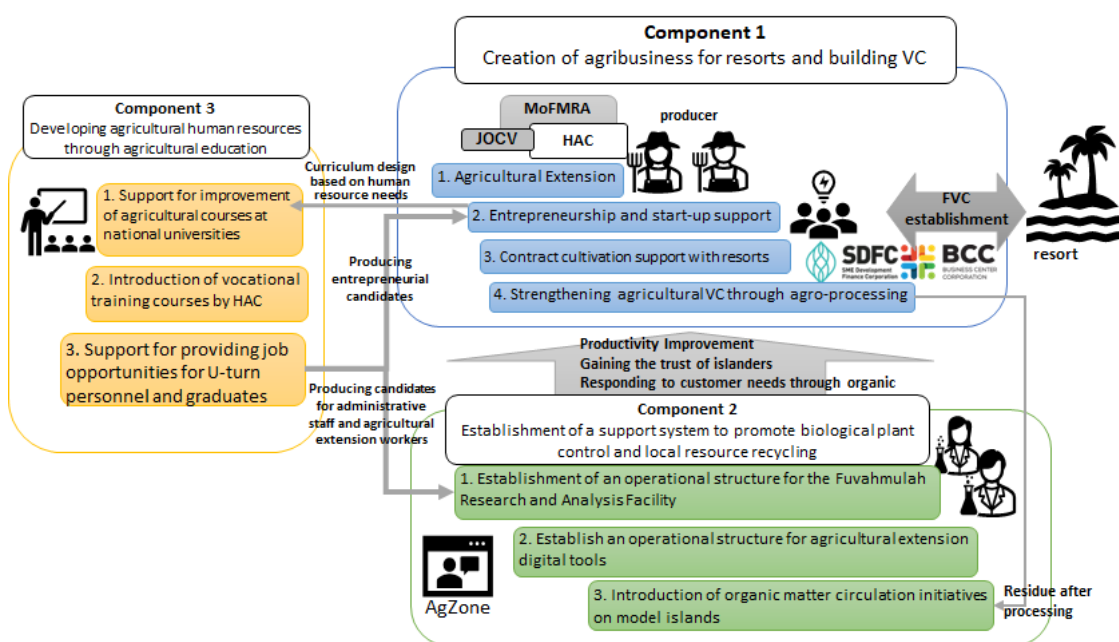 Component 1
Creation of agribusiness for resorts and building VC
MoFMRA
JOCV
HAC
producer
1. Agricultural Extension
2. Entrepreneurship and start-up support
3. Contract cultivation support with resorts
4. Strengthening agricultural VC through agro-processing
SDFC
SME Development
Finance Corporation
BCC
BUSINESS CENTER
CORPORATION
FVC
establishment
resort
Component 3
Developing agricultural human resources
through agricultural education
1. Support for improvement
of agricultural courses at
national universities
2. Introduction of vocational
training courses by HAC
3. Support for providing job
opportunities for U-turn
personnel and graduates
Curriculum design
based on human
resource needs
Producing
entrepreneurial
candidates
Producing candidates
for administrative
staff and agricultural
extension workers
Productivity Improvement
Gaining the trust of islanders
Responding to customer needs through organic
Component 2
Establishment of a support system to promote biological plant
control and local resource recycling
1. Establishment of an operational structure for the Fuvahmulah
Research and Analysis Facility
2. Establish an operational structure for agricultural extension
digital tools
3. Introduction of organic matter circulation initiatives
on model islands
AgZone
Residue after
processing